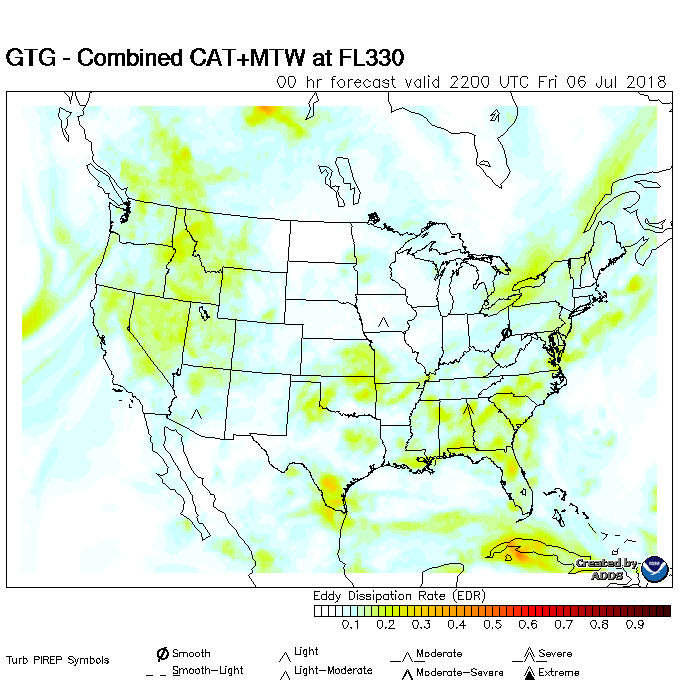 GTG - Combined CAT+MTW at FL330
00 hr forecast valid 2200 UTC Fri 06 Jul 2018
Created by
ADDS
Eddy Dissipation Rate (EDR)
0.1 0.2 0.3 0.4 0.5 0.6 0.7 0.8 0.9
Turb PIREP Symbols
Smooth Light Moderate Severe
Smooth-Light Light-Moderate Moderate-Severe Extreme